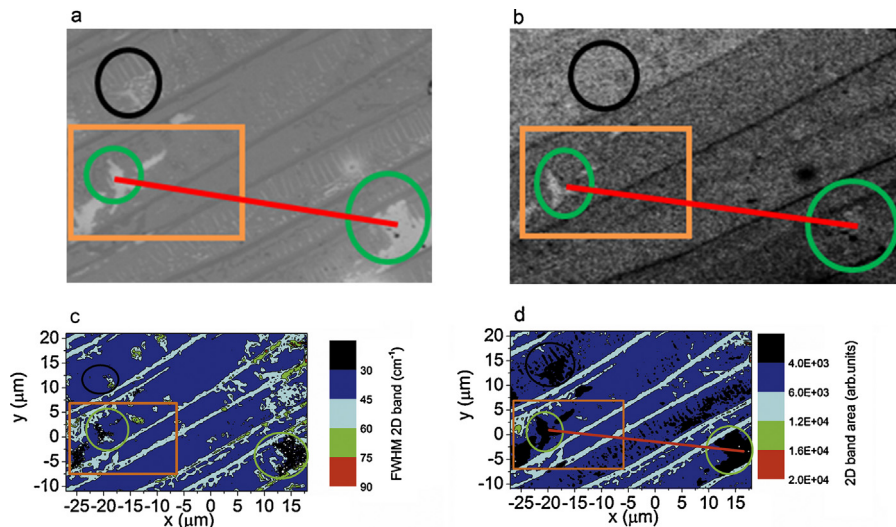 a
b
c
20
15
10
5
0
-5
-10
y (μm)
-25 -20 -15 -10 -5 0 5 10 15
x (μm)
30
45
60
75
90
FWHM 2D band (cm⁻¹)
d
20
15
10
5
0
-5
-10
y (μm)
-25 -20 -15 -10 -5 0 5 10 15
x (μm)
4.0E+03
6.0E+03
1.2E+04
1.6E+04
2.0E+04
2D band area (arb.units)